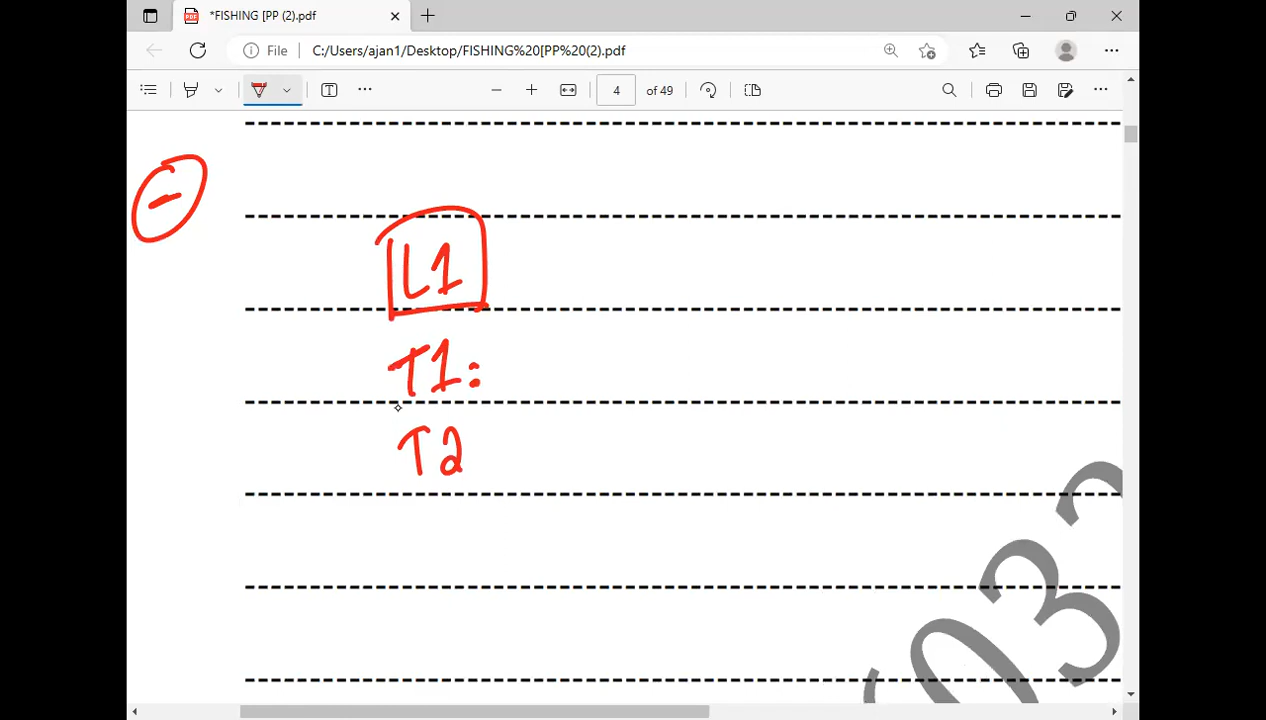 *FISHING [PP (2).pdf
File C:/Users/ajan1/Desktop/FISHING%20[PP%20(2).pdf
4 of 49
L1
T1:
T2
03